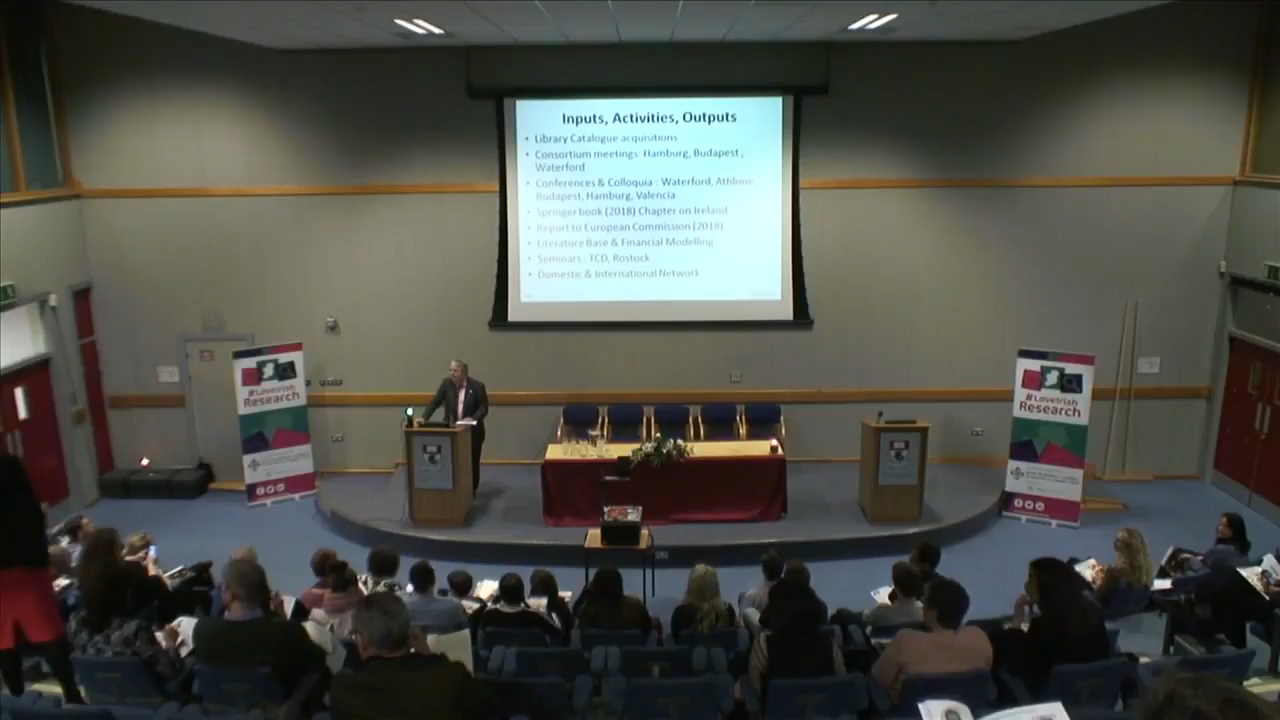 Inputs, Activities, Outputs
• Library Catalogue acquisitions
• Consortium meetings: Hamburg, Budapest ,
Waterford
• Conferences & Colloquia : Waterford, Athlone,
Budapest, Hamburg, Valencia
• Springer book (2018) Chapter on Ireland
• Report to European Commission (2018)
• Literature Base & Financial Modelling
• Seminars : TCD, Rostock
• Domestic & International Network
#LoveIrish
Research
#LoveIrish
Research